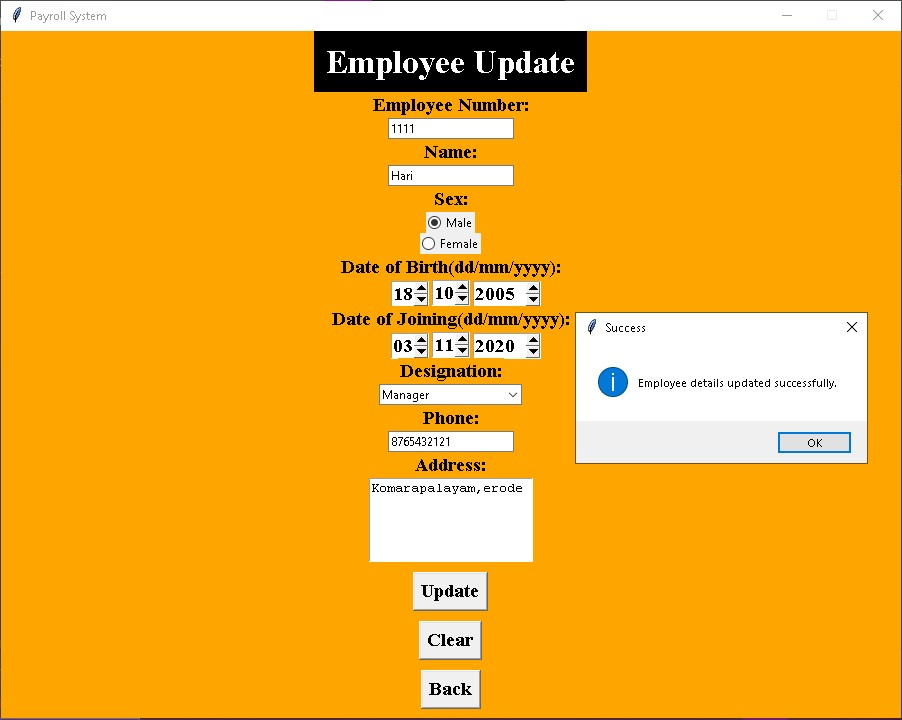 Payroll System
Employee Update
Employee Number:
1111
Name:
Hari
Sex:
Male
Female
Date of Birth(dd/mm/yyyy):
18 10 2005
Date of Joining(dd/mm/yyyy):
03 11 2020
Designation:
Manager
Phone:
8765432121
Address:
Komarapalayam,erode
Update
Clear
Back
Success
Employee details updated successfully.
OK